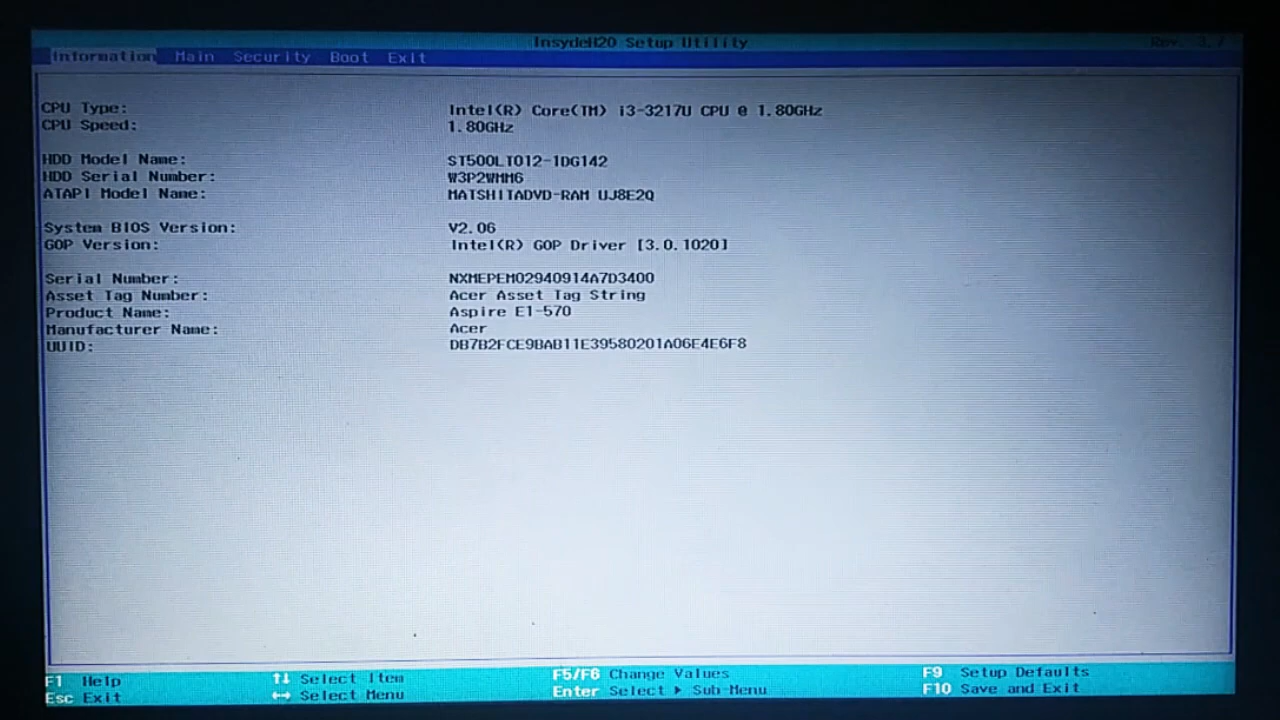 InsydeH20 Setup Utility Rev. 3.7
Information Main Security Boot Exit
CPU Type: Intel(R) Core(TM) i3-3217U CPU @ 1.80GHz
CPU Speed: 1.80GHz
HDD Model Name: ST500LT012-1DG142
HDD Serial Number: W3P2WMM6
ATAPI Model Name: MATSHITADVD-RAM UJ8E2Q
System BIOS Version: V2.06
GOP Version: Intel(R) GOP Driver [3.0.1020]
Serial Number: NXMEPEM02940914A7D3400
Asset Tag Number: Acer Asset Tag String
Product Name: Aspire E1-570
Manufacturer Name: Acer
UUID: DB7B2FCE9BAB11E39580201A06E4E6F8
F1 Help ↑↓ Select Item F5/F6 Change Values F9 Setup Defaults
Esc Exit ↔ Select Menu Enter Select ▸ Sub-Menu F10 Save and Exit